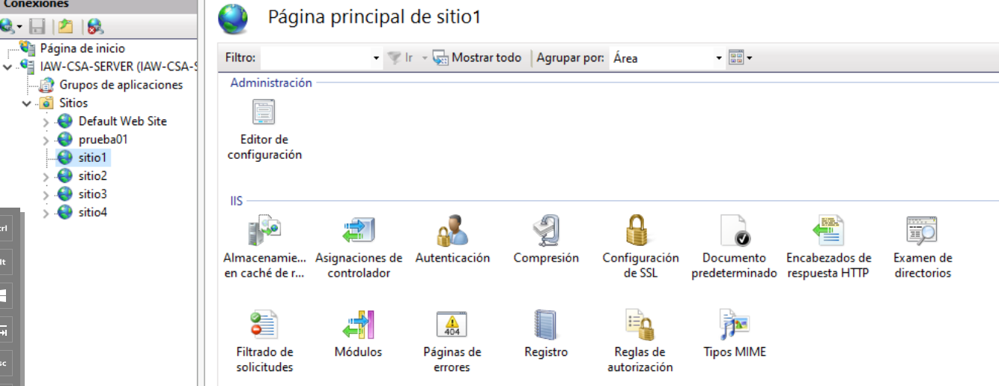 Conexiones
Página de inicio
IAW-CSA-SERVER (IAW-CSA-S
Grupos de aplicaciones
Sitios
Default Web Site
prueba01
sitio1
sitio2
sitio3
sitio4
Página principal de sitio1
Filtro:
Ir
Mostrar todo
Agrupar por:
Área
Administración
Editor de
configuración
IIS
Almacenamie...
en caché de r...
Asignaciones de
controlador
Autenticación
Compresión
Configuración
de SSL
Documento
predeterminado
Encabezados de
respuesta HTTP
Examen de
directorios
Filtrado de
solicitudes
Módulos
404
Páginas de
errores
Registro
Reglas de
autorización
Tipos MIME